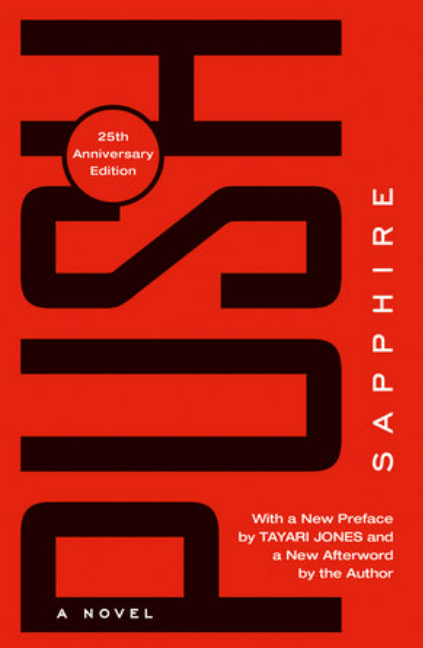 PUSH
25th
Anniversary
Edition
SAPPHIRE
With a New Preface
by TAYARI JONES and
a New Afterword
by the Author
A NOVEL